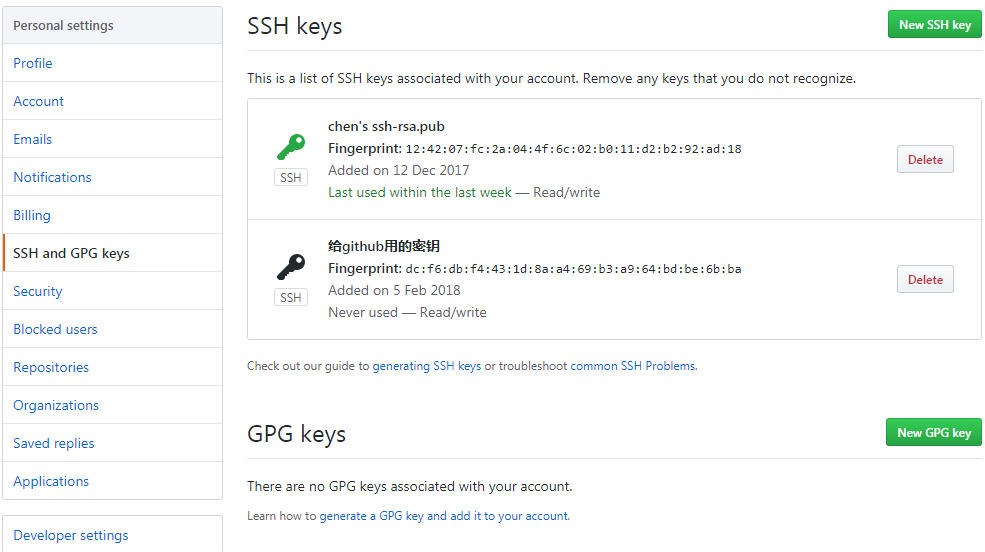 Personal settings
Profile
Account
Emails
Notifications
Billing
SSH and GPG keys
Security
Blocked users
Repositories
Organizations
Saved replies
Applications
Developer settings
SSH keys
New SSH key
This is a list of SSH keys associated with your account. Remove any keys that you do not recognize.
SSH
chen's ssh-rsa.pub
Fingerprint: 12:42:07:fc:2a:04:4f:6c:02:b0:11:d2:b2:92:ad:18
Added on 12 Dec 2017
Last used within the last week — Read/write
Delete
SSH
给github用的密钥
Fingerprint: dc:f6:db:f4:43:1d:8a:a4:69:b3:a9:64:bd:be:6b:ba
Added on 5 Feb 2018
Never used — Read/write
Delete
Check out our guide to generating SSH keys or troubleshoot common SSH Problems.
GPG keys
New GPG key
There are no GPG keys associated with your account.
Learn how to generate a GPG key and add it to your account.